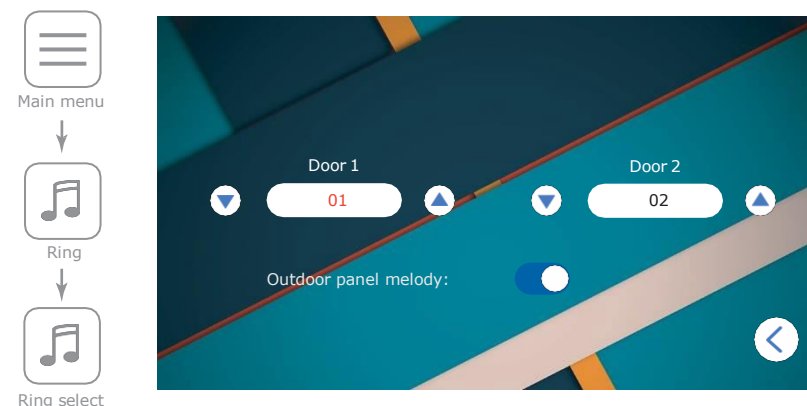 Main menu
Ring
Ring select
Door 1
Door 2
01
02
Outdoor panel melody: